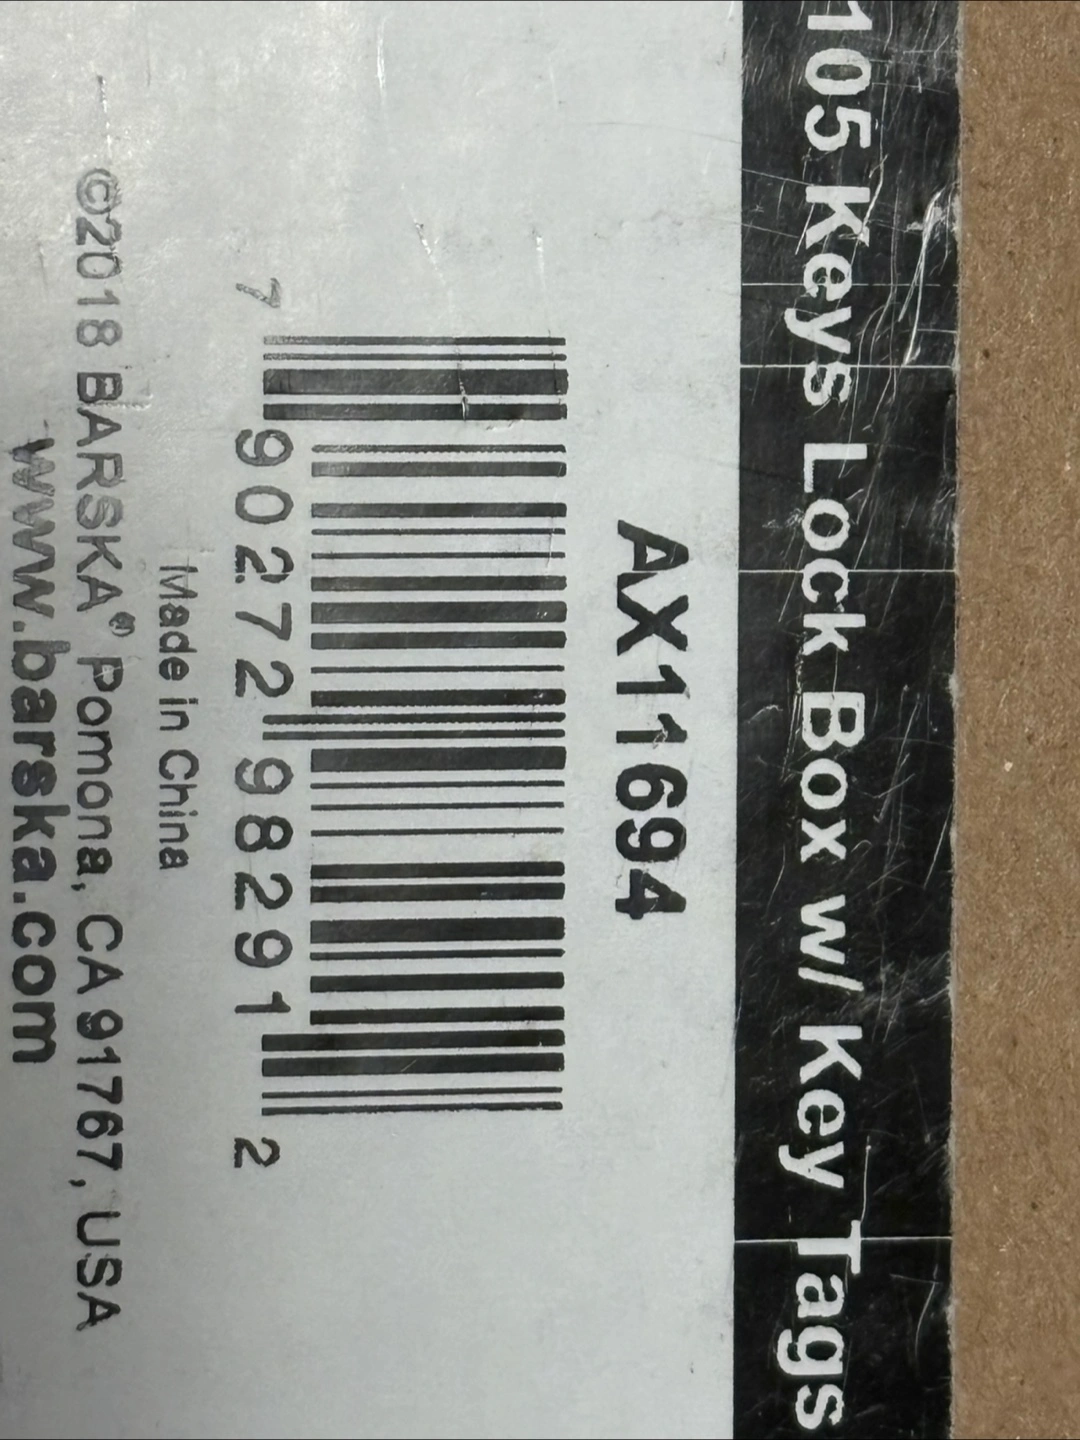 105 Keys Lock Box w/ Key Tags
AX11694
7 90272 98291 2
Made in China
©2018 BARSKA® Pomona, CA 91767, USA
www.barska.com